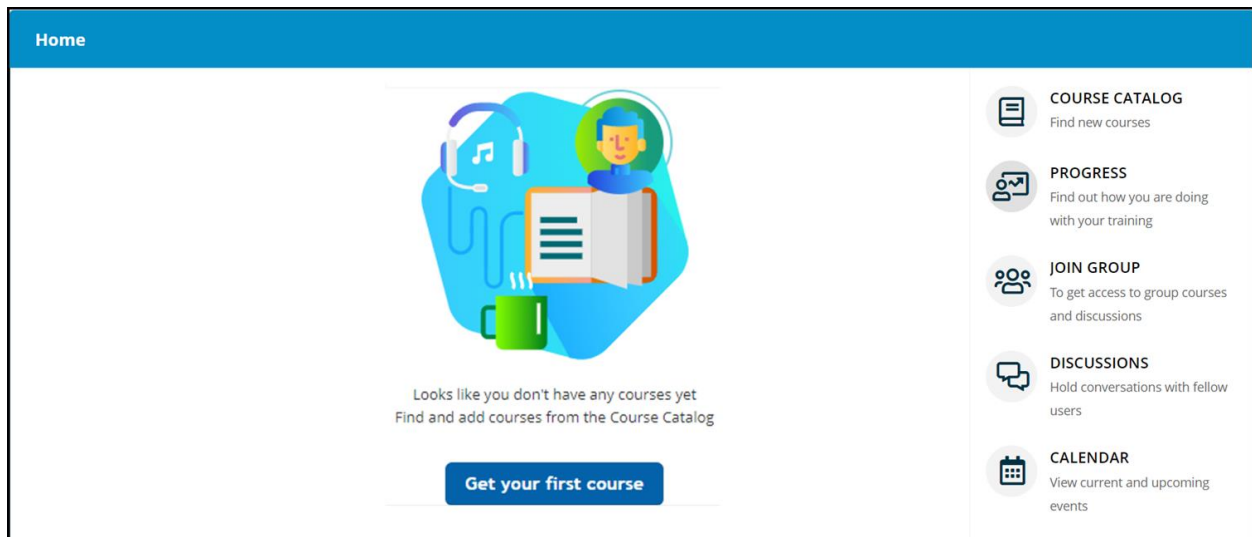 Home
Looks like you don't have any courses yet
Find and add courses from the Course Catalog
Get your first course
COURSE CATALOG
Find new courses
PROGRESS
Find out how you are doing
with your training
JOIN GROUP
To get access to group courses
and discussions
DISCUSSIONS
Hold conversations with fellow
users
CALENDAR
View current and upcoming
events